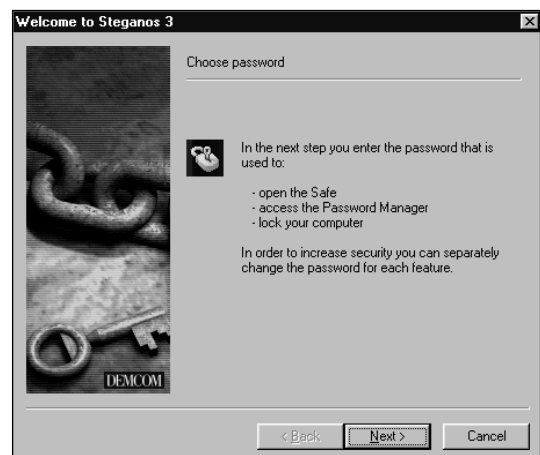 Welcome to Steganos 3
Choose password
In the next step you enter the password that is
used to:
- open the Safe
- access the Password Manager
- lock your computer
In order to increase security you can separately
change the password for each feature.
DEMCOM
< Back
Next >
Cancel